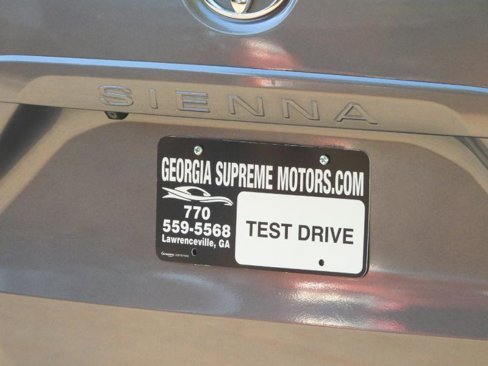 SIENNA
GEORGIA SUPREME MOTORS.COM
770
559-5568
Lawrenceville, GA
TEST DRIVE